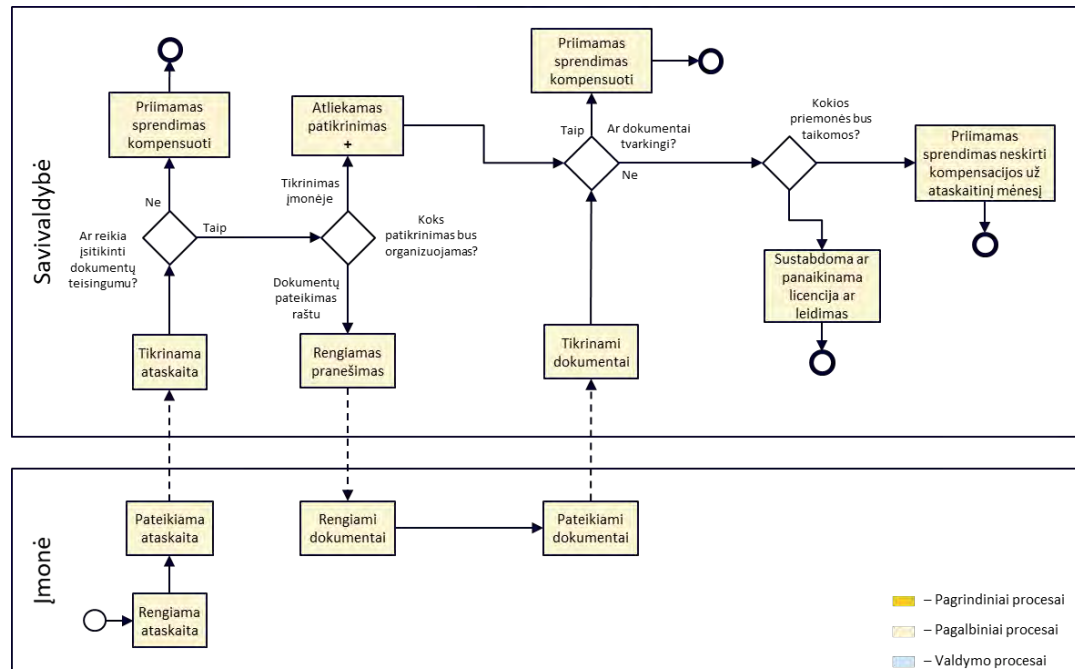 Savivaldybė
Priimamas
sprendimas
kompensuoti
Ne
Ar reikia
įsitikinti
dokumentų
teisingumu?
Taip
Tikrinama
ataskaita
Atliekamas
patikrinimas
+
Tikrinimas
įmonėje
Koks
patikrinimas bus
organizuojamas?
Dokumentų
pateikimas
raštu
Rengiamas
pranešimas
Priimamas
sprendimas
kompensuoti
Taip
Ar dokumentai
tvarkingi?
Ne
Tikrinami
dokumentai
Kokios
priemonės bus
taikomos?
Priimamas
sprendimas neskirti
kompensacijos už
ataskaitinį mėnesį
Sustabdoma ar
panaikinama
licencija ar
leidimas
Įmonė
Pateikiama
ataskaita
Rengiama
ataskaita
Rengiami
dokumentai
Pateikiami
dokumentai
– Pagrindiniai procesai
– Pagalbiniai procesai
– Valdymo procesai